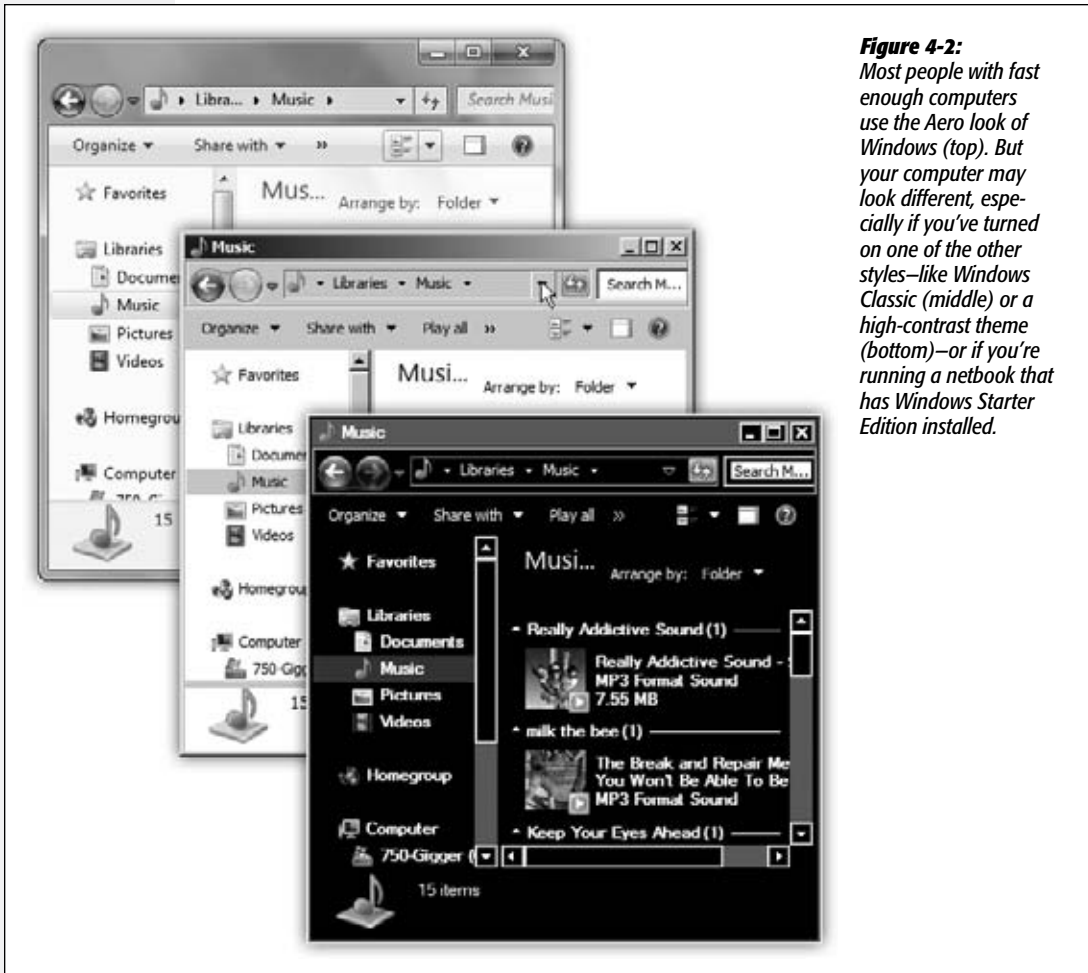 Figure 4-2:
Most people with fast
enough computers
use the Aero look of
Windows (top). But
your computer may
look different, espe-
cially if you've turned
on one of the other
styles—like Windows
Classic (middle) or a
high-contrast theme
(bottom)—or if you're
running a netbook that
has Windows Starter
Edition installed.
Libra... Music
Search Musi
Organize Share with »
Favorites
Mus... Arrange by: Folder
Libraries
Docume
Music
Pictures
Videos
Homegrou
Computer
15
Music
Libraries Music
Search M...
Organize Share with Play all »
Favorites
Musi... Arrange by: Folder
Libraries
Documen
Music
Pictures
Videos
Homegrou
Computer
750-Gigg
15
Music
Libraries Music
Search M...
Organize Share with Play all »
Favorites
Musi... Arrange by: Folder
Libraries
Documents
Music
Pictures
Videos
Homegroup
Computer
750-Gigger (
Really Addictive Sound (1)
Really Addictive Sound -
MP3 Format Sound
7.55 MB
milk the bee (1)
The Break and Repair Me
You Won't Be Able To Be
MP3 Format Sound
Keep Your Eyes Ahead (1)
15 items